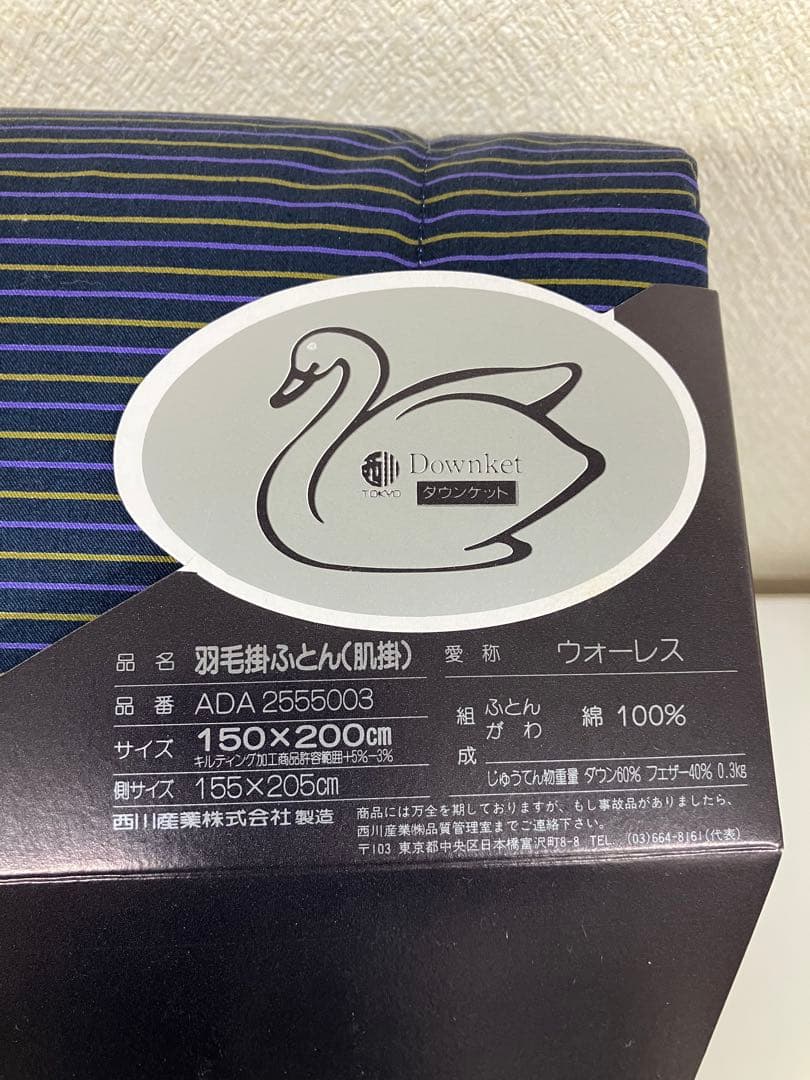 西川
TOKYO
Downket
ダウンケット
品名 羽毛掛ふとん(肌掛)
品番 ADA 2555003
サイズ 150×200cm
キルティング加工商品許容範囲+5%-3%
側サイズ 155×205cm
西川産業株式会社 製造
愛称 ウォーレス
組成 ふとんがわ 綿 100%
じゅうてん物重量 ダウン60% フェザー40% 0.3kg
商品には万全を期しておりますが、もし事故品がありましたら、
西川産業㈱品質管理室までご連絡下さい。
〒103 東京都中央区日本橋富沢町8-8 TEL (03)664-8161(代表)